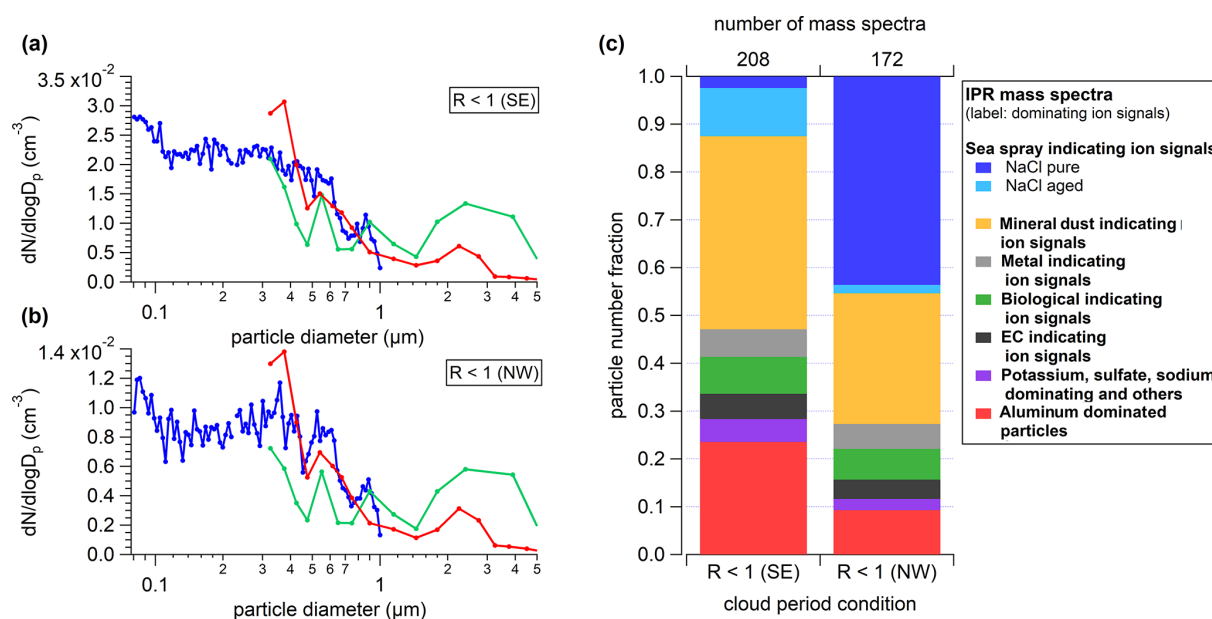 (a)
3.5x10⁻²
3.0
2.5
2.0
1.5
1.0
0.5
0.0
dN/dlogDp (cm⁻³)
R < 1 (SE)
0.1 2 3 4 5 6 7 1 2 3 4 5
particle diameter (µm)
(b)
1.4x10⁻²
1.2
1.0
0.8
0.6
0.4
0.2
0.0
dN/dlogDp (cm⁻³)
R < 1 (NW)
0.1 2 3 4 5 6 7 1 2 3 4 5
particle diameter (µm)
(c)
number of mass spectra
208 172
1.0
0.9
0.8
0.7
0.6
0.5
0.4
0.3
0.2
0.1
0.0
particle number fraction
R < 1 (SE) R < 1 (NW)
cloud period condition
IPR mass spectra
(label: dominating ion signals)
Sea spray indicating ion signals
NaCl pure
NaCl aged
Mineral dust indicating
ion signals
Metal indicating
ion signals
Biological indicating
ion signals
EC indicating
ion signals
Potassium, sulfate, sodium
dominating and others
Aluminum dominated
particles